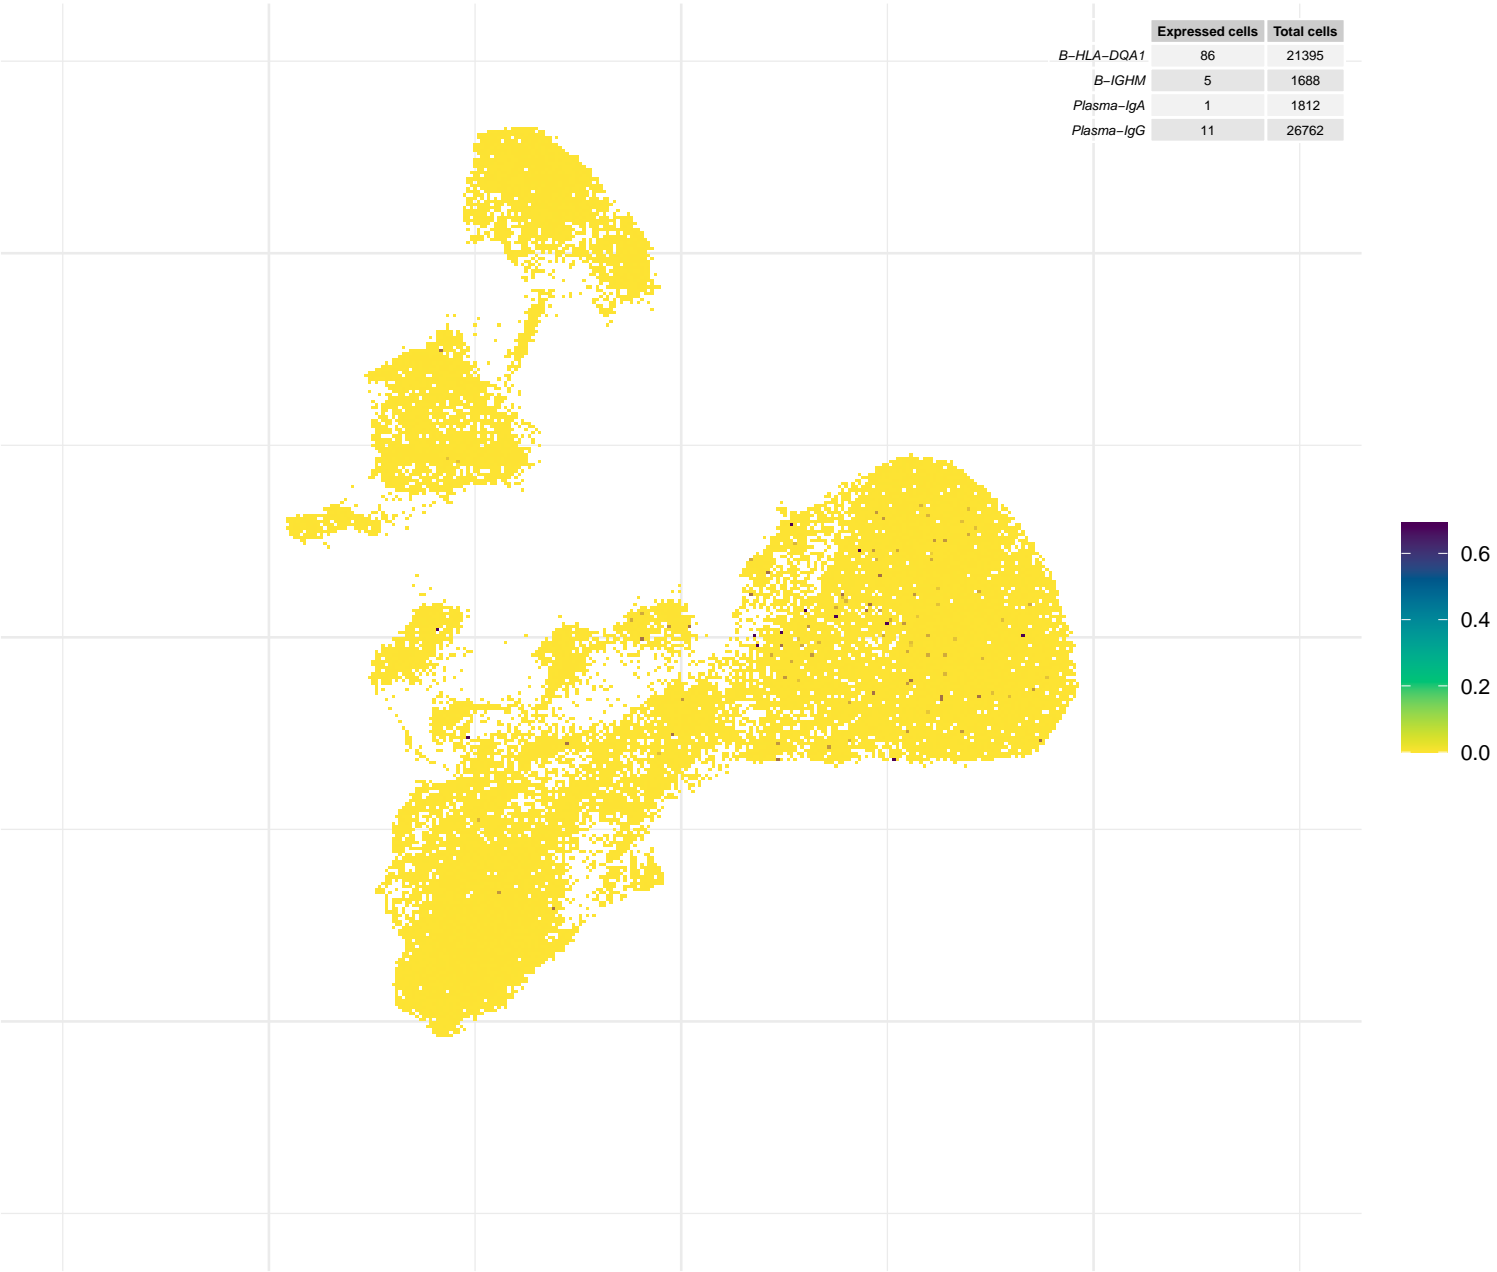 Expressed cells Total cells
B−HLA−DQA1 86 21395
B−IGHM 5 1688
Plasma−IgA 1 1812
Plasma−IgG 11 26762
0.6
0.4
0.2
0.0